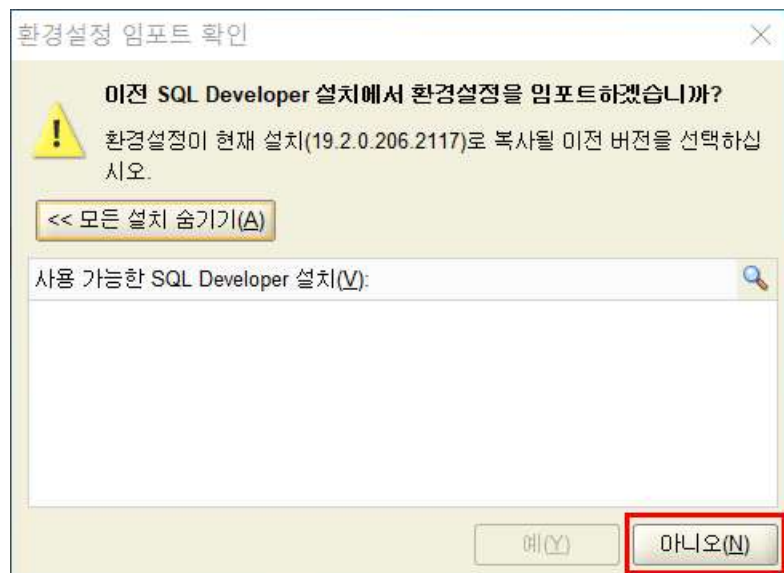 환경설정 임포트 확인
이전 SQL Developer 설치에서 환경설정을 임포트하겠습니까?
환경설정이 현재 설치(19.2.0.206.2117)로 복사될 이전 버전을 선택하십
시오.
<< 모든 설치 숨기기(A)
사용 가능한 SQL Developer 설치(V):
예(Y) 아니오(N)